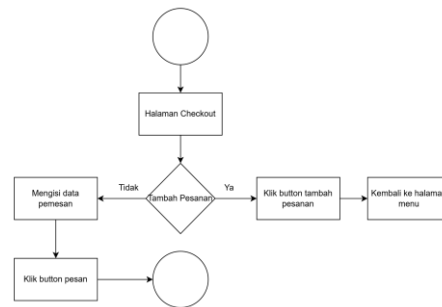 Halaman Checkout
Tambah Pesanan
Tidak
Ya
Mengisi data
pemesan
Klik button pesan
Klik button tambah
pesanan
Kembali ke halama
menu